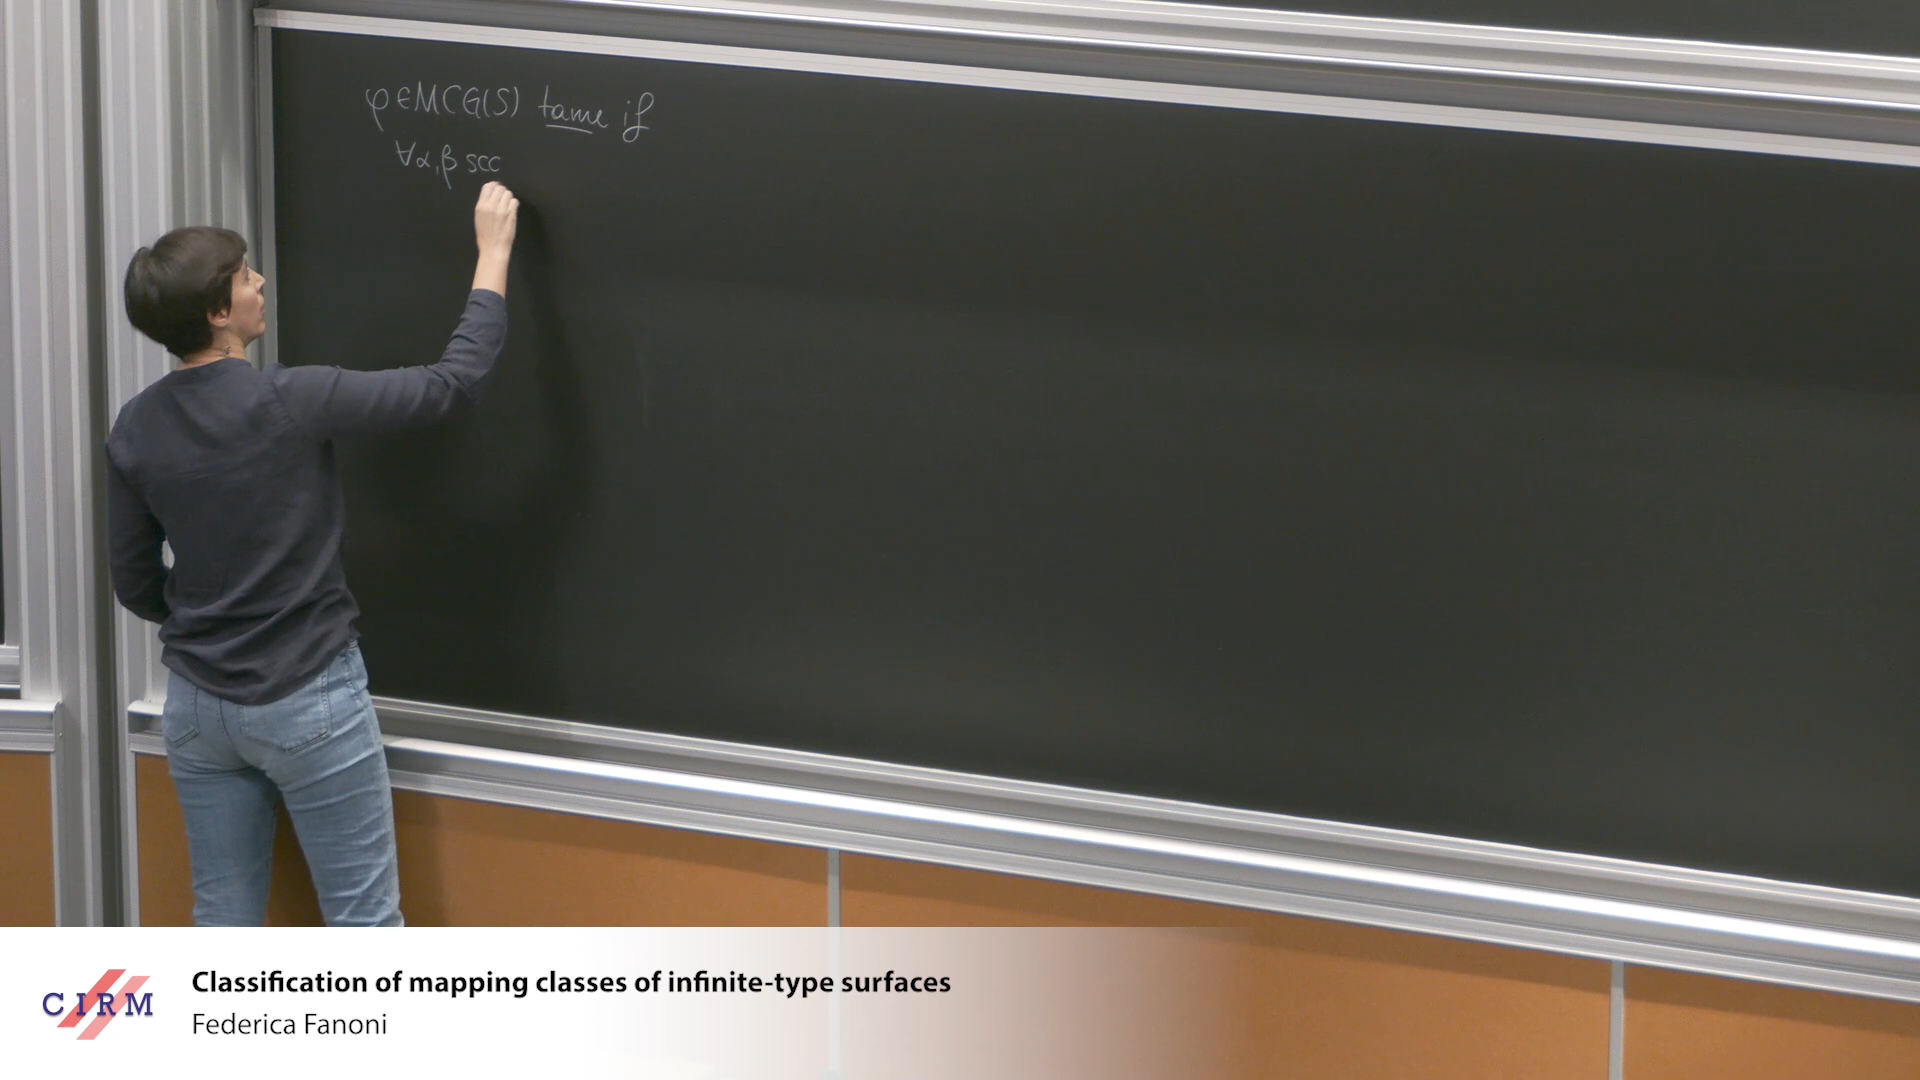 φ∈MCG(S) tame if
∀α,β scc
CIRM
Classification of mapping classes of infinite-type surfaces
Federica Fanoni